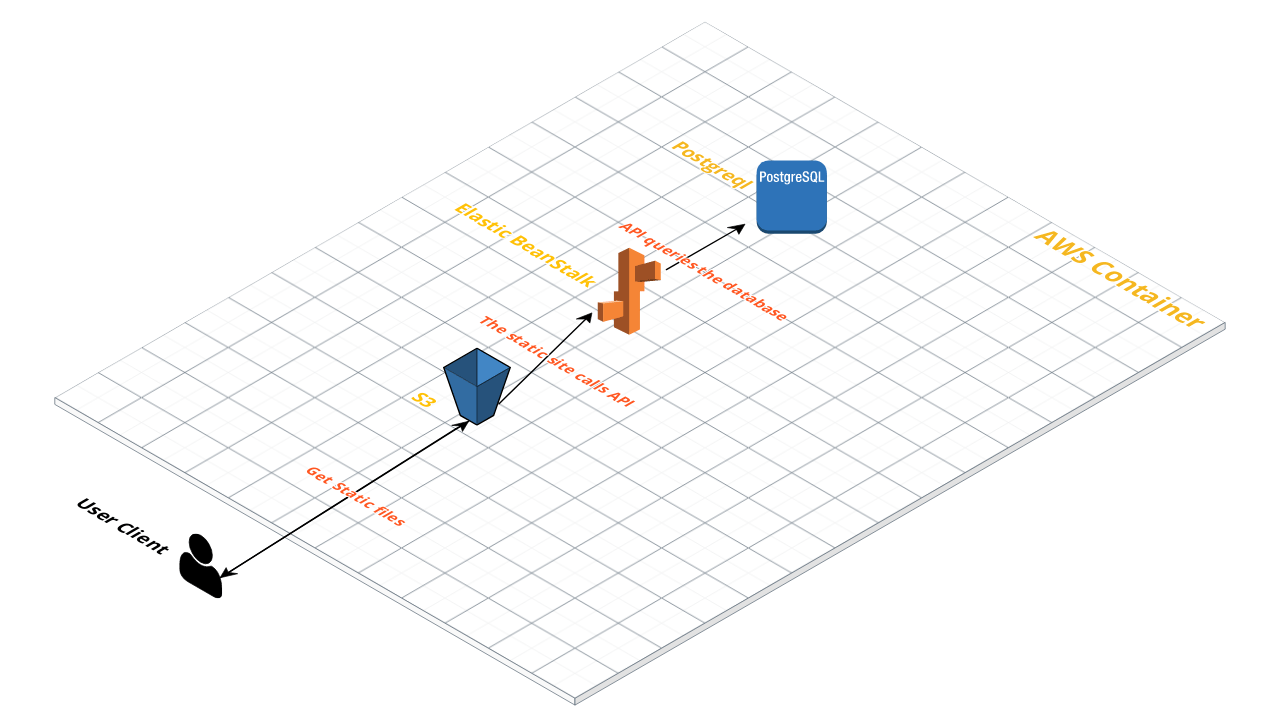 Postgreql
PostgreSQL
Elastic BeanStalk
API queries the database
AWS Container
The static site calls API
S3
Get Static files
User Client